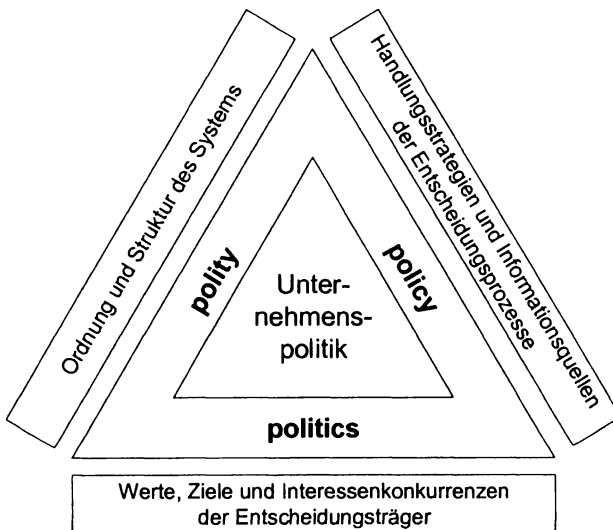 Ordnung und Struktur des Systems
Handlungsstrategien und Informationsquellen
der Entscheidungsprozesse
polity
policy
Unter-
nehmens-
politik
politics
Werte, Ziele und Interessenkonkurrenzen
der Entscheidungsträger